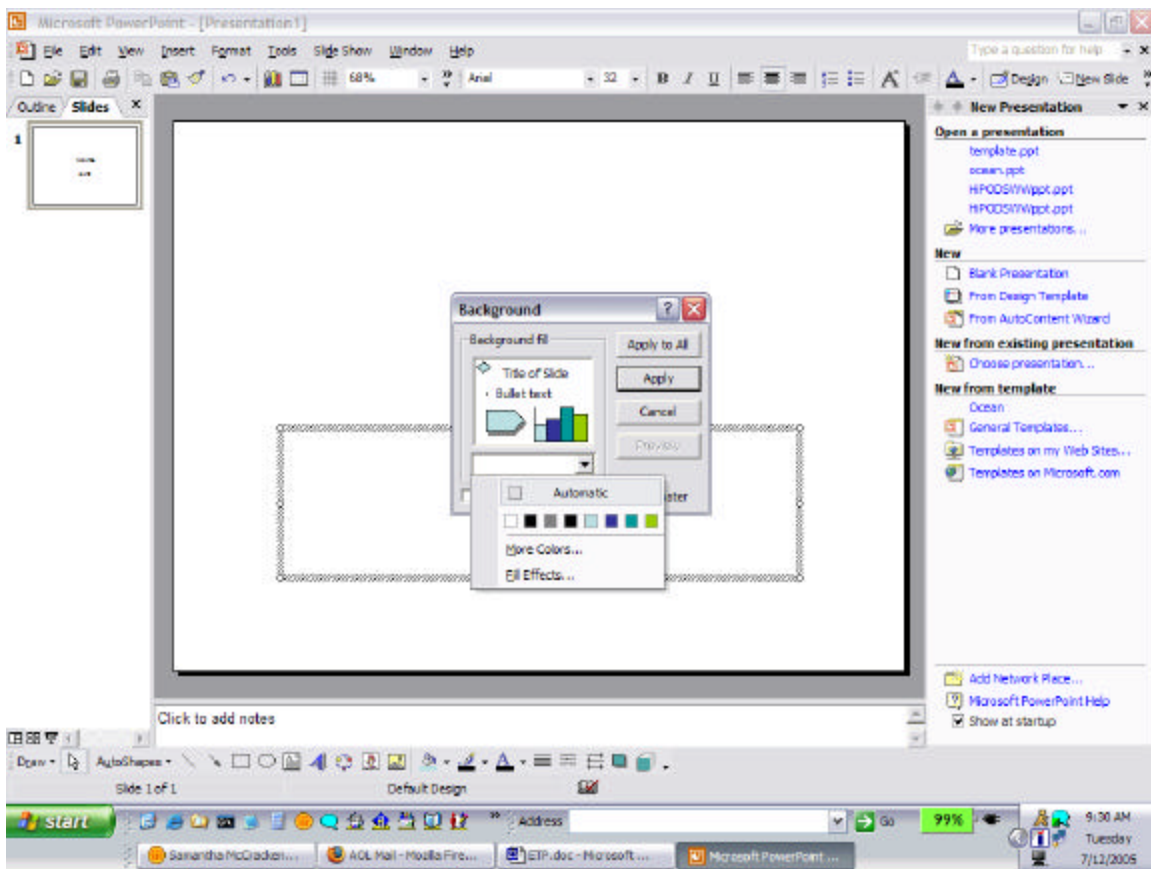 Microsoft PowerPoint - [Presentation1]
File Edit View Insert Format Tools Slide Show Window Help Type a question for help
68% Arial 32 B I U A A Design New Slide
Outline Slides New Presentation
1
Open a presentation
template.ppt
ocean.ppt
HiPODSWWppt.ppt
HiPODSWWppt.ppt
More presentations...
New
Blank Presentation
From Design Template
From AutoContent Wizard
New from existing presentation
Choose presentation...
New from template
Ocean
General Templates...
Templates on my Web Sites...
Templates on Microsoft.com
Background
Background fill
Title of Slide
Bullet text
Apply to All
Apply
Cancel
Preview
Automatic
More Colors...
Fill Effects...
Add Network Place...
Microsoft PowerPoint Help
Show at startup
Click to add notes
Draw AutoShapes A
Slide 1 of 1 Default Design
start Address Go 99% 9:30 AM
Tuesday
Samantha McCracken... AOL Mail - Mozilla Fire... ETP.doc - Microsoft ... Microsoft PowerPoint ... 7/12/2005